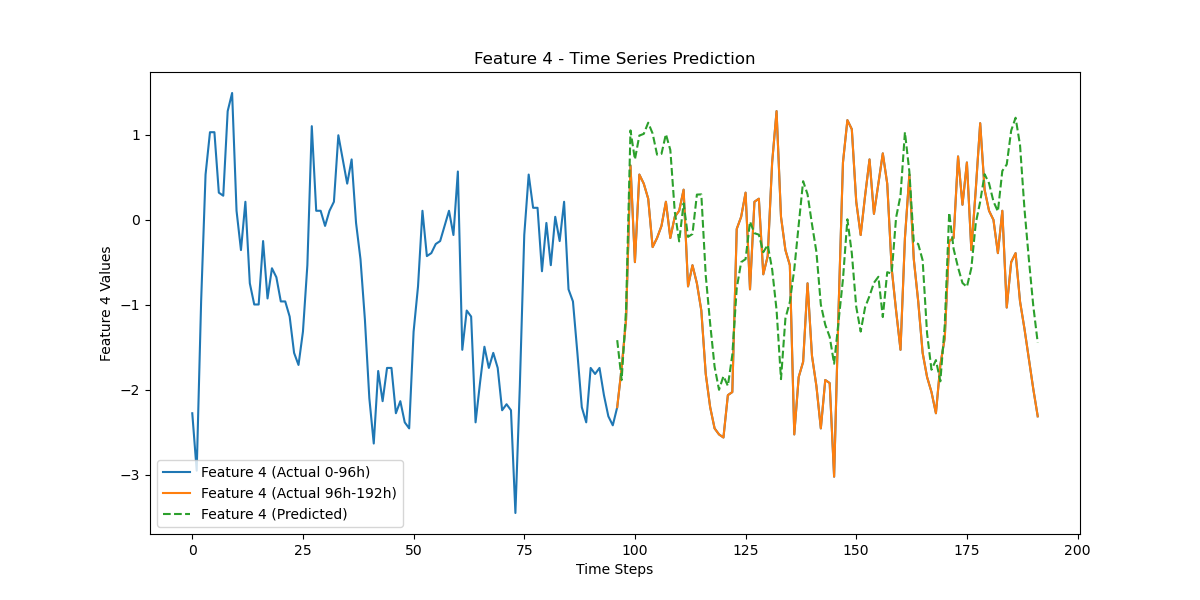 Feature 4 - Time Series Prediction
Feature 4 Values
1
0
−1
−2
−3
Feature 4 (Actual 0-96h)
Feature 4 (Actual 96h-192h)
Feature 4 (Predicted)
0 25 50 75 100 125 150 175 200
Time Steps